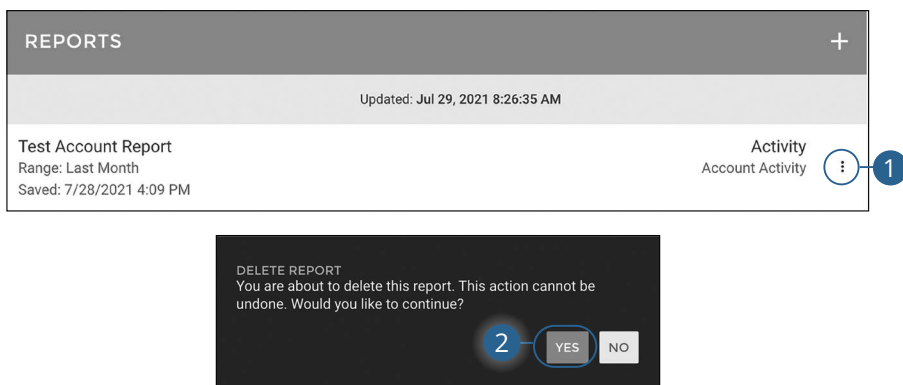 REPORTS +
Updated: Jul 29, 2021 8:26:35 AM
Test Account Report
Range: Last Month
Saved: 7/28/2021 4:09 PM
Activity
Account Activity
1
DELETE REPORT
You are about to delete this report. This action cannot be
undone. Would you like to continue?
2
YES NO